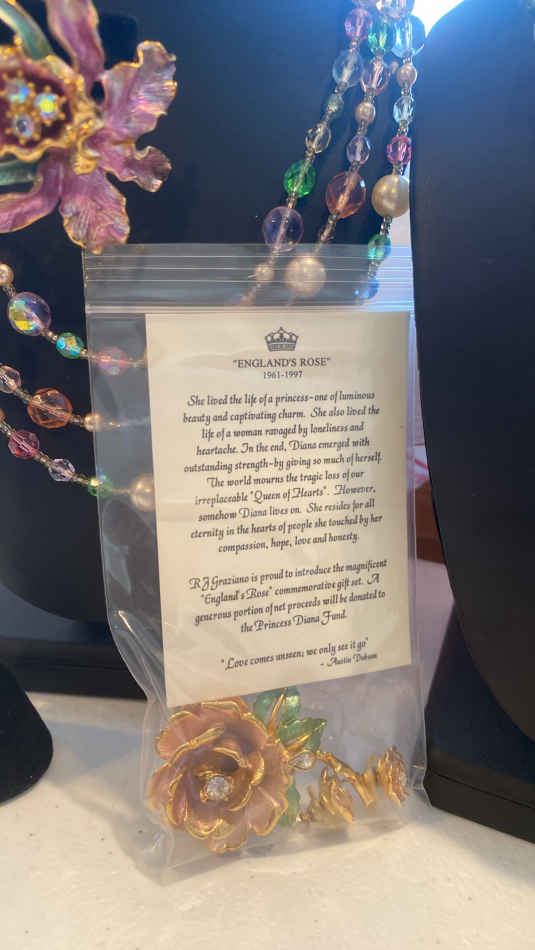 "ENGLAND'S ROSE"
1961-1997
She lived the life of a princess-one of luminous
beauty and captivating charm. She also lived the
life of a woman ravaged by loneliness and
heartache. In the end, Diana emerged with
outstanding strength-by giving so much of herself.
The world mourns the tragic loss of our
irreplaceable "Queen of Hearts". However,
somehow Diana lives on. She resides for all
eternity in the hearts of people she touched by her
compassion, hope, love and honesty.
RJ Graziano is proud to introduce the magnificent
"England's Rose" commemorative gift set. A
generous portion of net proceeds will be donated to
the Princess Diana Fund.
"Love comes unseen; we only see it go"
- Austin Dobson